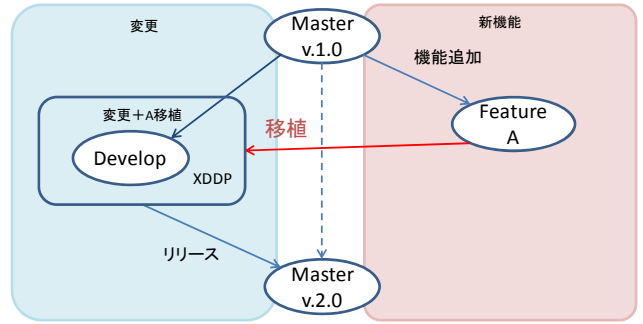 変更
Master
v.1.0
新機能
機能追加
変更＋A移植
移植
Feature
A
Develop
XDDP
リリース
Master
v.2.0